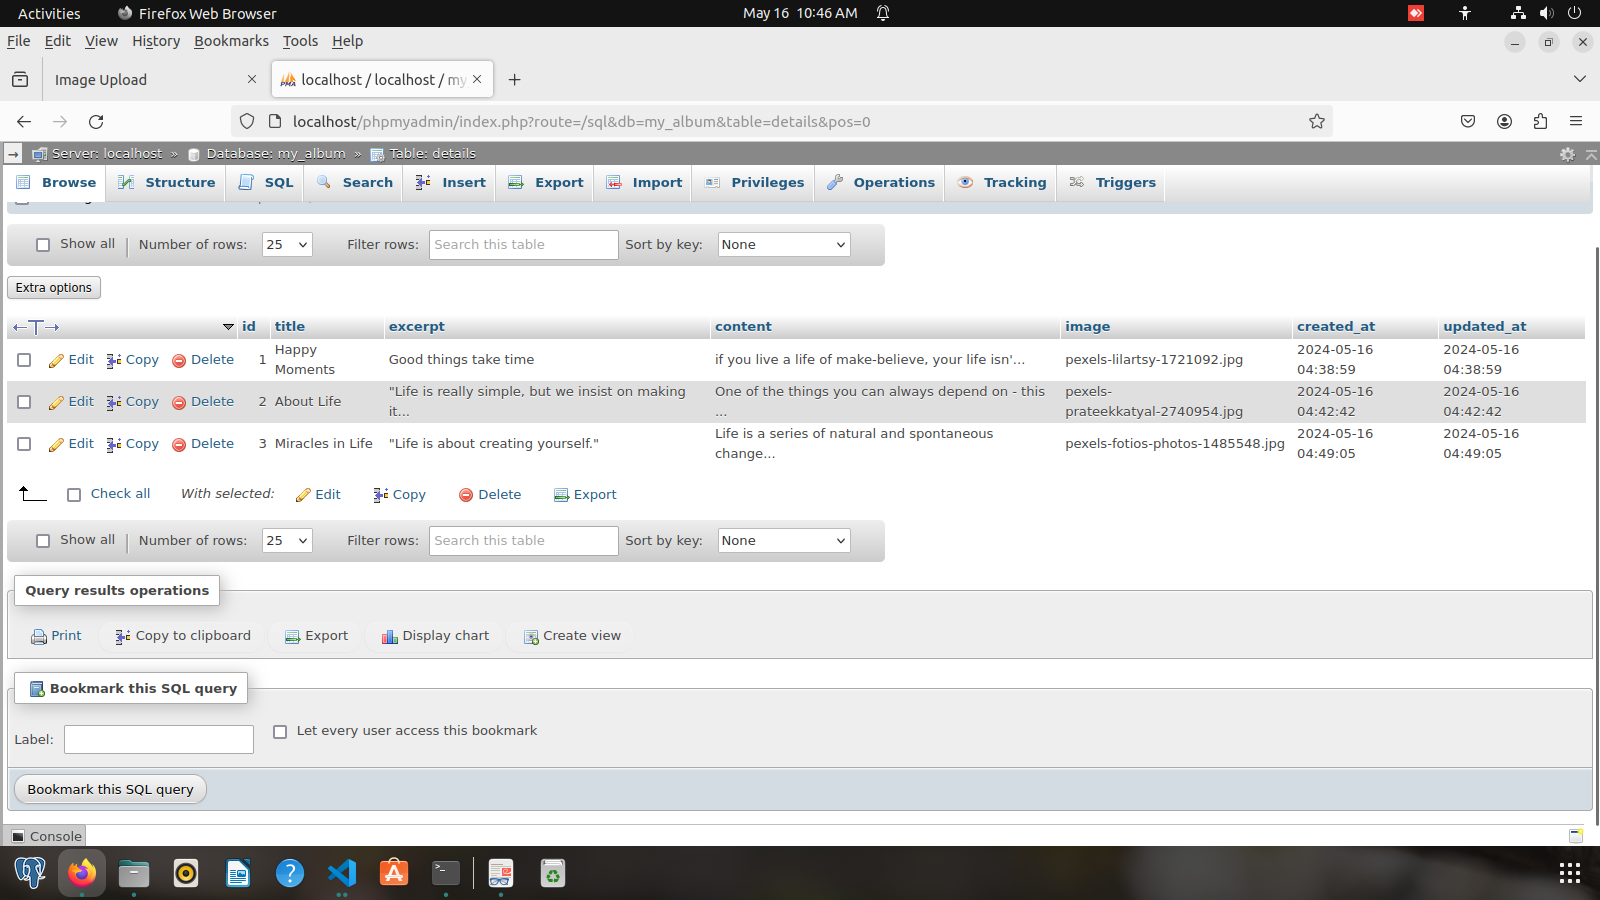 Activities Firefox Web Browser May 16 10:46 AM
File Edit View History Bookmarks Tools Help
Image Upload localhost / localhost / my
localhost/phpmyadmin/index.php?route=/sql&db=my_album&table=details&pos=0
Server: localhost » Database: my_album » Table: details
Browse Structure SQL Search Insert Export Import Privileges Operations Tracking Triggers
Show all Number of rows: 25 Filter rows: Search this table Sort by key: None
Extra options
id title excerpt content image created_at updated_at
Edit Copy Delete 1 Happy Moments Good things take time if you live a life of make-believe, your life isn'... pexels-lilartsy-1721092.jpg 2024-05-16 04:38:59 2024-05-16 04:38:59
Edit Copy Delete 2 About Life "Life is really simple, but we insist on making it... One of the things you can always depend on - this ... pexels-prateekkatyal-2740954.jpg 2024-05-16 04:42:42 2024-05-16 04:42:42
Edit Copy Delete 3 Miracles in Life "Life is about creating yourself." Life is a series of natural and spontaneous change... pexels-fotios-photos-1485548.jpg 2024-05-16 04:49:05 2024-05-16 04:49:05
Check all With selected: Edit Copy Delete Export
Show all Number of rows: 25 Filter rows: Search this table Sort by key: None
Query results operations
Print Copy to clipboard Export Display chart Create view
Bookmark this SQL query
Label: Let every user access this bookmark
Bookmark this SQL query
Console